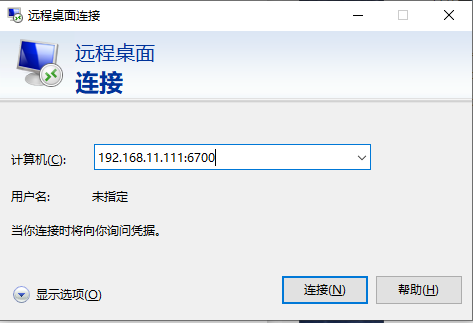 远程桌面连接
远程桌面
连接
计算机(C):
192.168.11.111:6700
用户名:
未指定
当你连接时将向你询问凭据。
显示选项(O)
连接(N)
帮助(H)